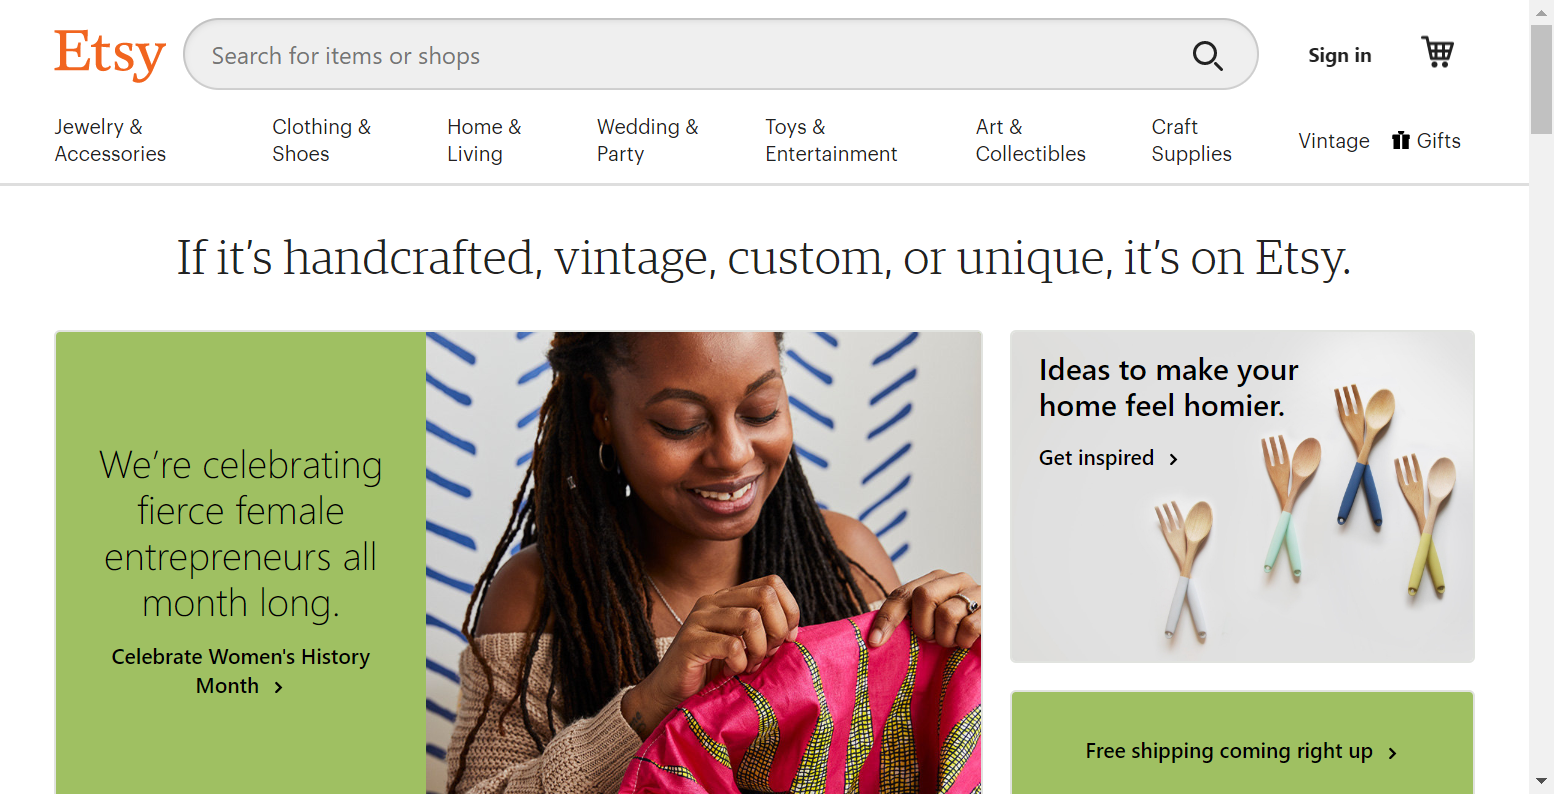 Etsy
Search for items or shops
Sign in
Jewelry &
Accessories
Clothing &
Shoes
Home &
Living
Wedding &
Party
Toys &
Entertainment
Art &
Collectibles
Craft
Supplies
Vintage
Gifts
If it's handcrafted, vintage, custom, or unique, it's on Etsy.
We’re celebrating
fierce female
entrepreneurs all
month long.
Celebrate Women's History
Month
Ideas to make your
home feel homier.
Get inspired
Free shipping coming right up